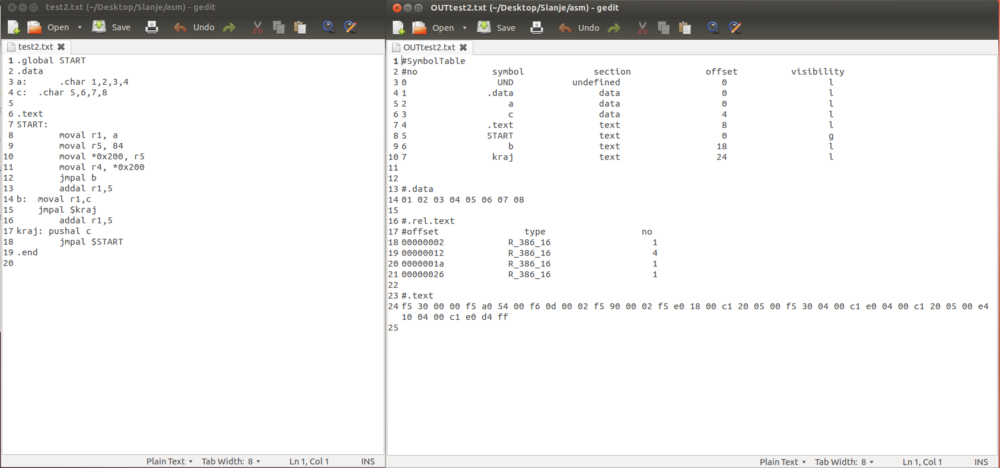 test2.txt (~/Desktop/Slanje/asm) - gedit
Open Save Undo
test2.txt
1 .global START
2 .data
3 a: .char 1,2,3,4
4 c: .char 5,6,7,8
5
6 .text
7 START:
8 moval r1, a
9 moval r5, 84
10 moval *0x200, r5
11 moval r4, *0x200
12 jmpal b
13 addal r1,5
14 b: moval r1,c
15 jmpal $kraj
16 addal r1,5
17 kraj: pushal c
18 jmpal $START
19 .end
20
Plain Text Tab Width: 8 Ln 1, Col 1 INS
OUTtest2.txt (~/Desktop/Slanje/asm) - gedit
Open Save Undo
OUTtest2.txt
1 #SymbolTable
2 #no symbol section offset visibility
3 0 UND undefined 0 l
4 1 .data data 0 l
5 2 a data 0 l
6 3 c data 4 l
7 4 .text text 8 l
8 5 START text 0 g
9 6 b text 18 l
10 7 kraj text 24 l
11
12
13 #.data
14 01 02 03 04 05 06 07 08
15
16 #.rel.text
17 #offset type no
18 00000002 R_386_16 1
19 00000012 R_386_16 4
20 0000001a R_386_16 1
21 00000026 R_386_16 1
22
23 #.text
24 f5 30 00 00 f5 a0 54 00 f6 0d 00 02 f5 90 00 02 f5 e0 18 00 c1 20 05 00 f5 30 04 00 c1 e0 04 00 c1 20 05 00 e4
10 04 00 c1 e0 d4 ff
25
Plain Text Tab Width: 8 Ln 1, Col 1 INS